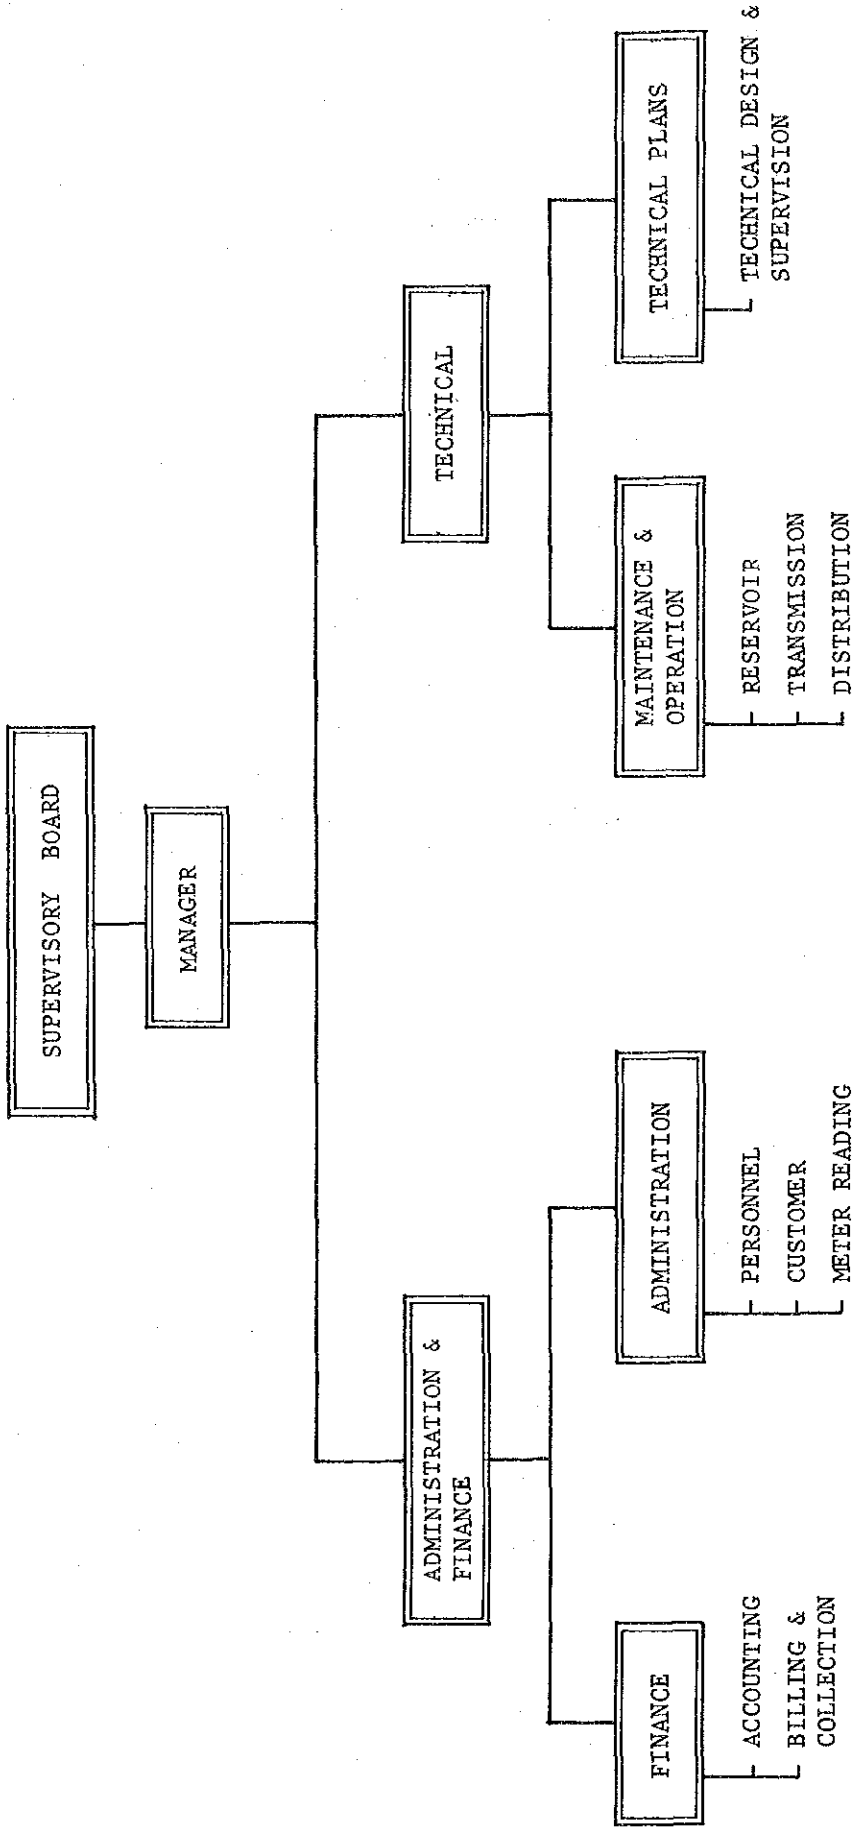 SUPERVISORY BOARD
MANAGER
ADMINISTRATION &
FINANCE
TECHNICAL
FINANCE
ADMINISTRATION
MAINTENANCE &
OPERATION
TECHNICAL PLANS
ACCOUNTING
BILLING &
COLLECTION
PERSONNEL
CUSTOMER
METER READING
RESERVOIR
TRANSMISSION
DISTRIBUTION
TECHNICAL DESIGN &
SUPERVISION